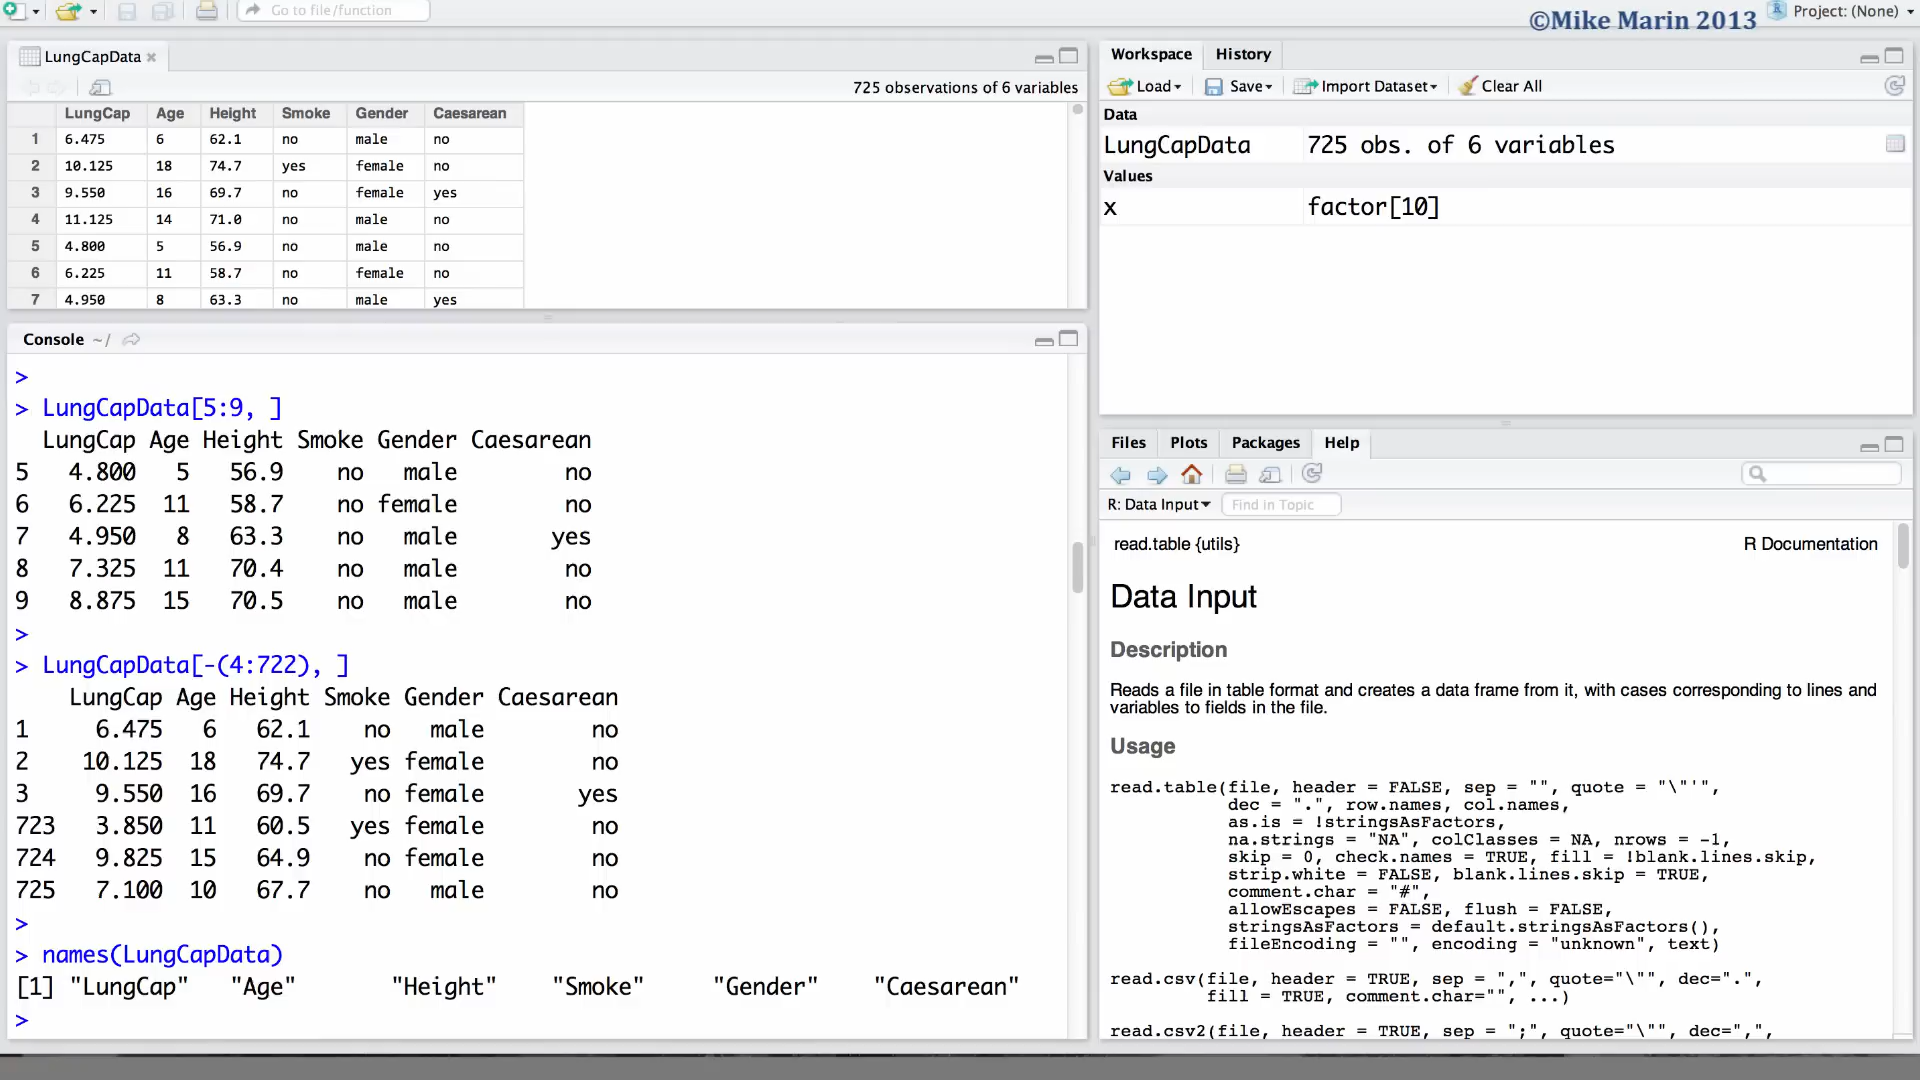 Go to file/function
©Mike Marin 2013
Project: (None)
LungCapData
725 observations of 6 variables
LungCap Age Height Smoke Gender Caesarean
1 6.475 6 62.1 no male no
2 10.125 18 74.7 yes female no
3 9.550 16 69.7 no female yes
4 11.125 14 71.0 no male no
5 4.800 5 56.9 no male no
6 6.225 11 58.7 no female no
7 4.950 8 63.3 no male yes
Console ~/
>
> LungCapData[5:9, ]
LungCap Age Height Smoke Gender Caesarean
5 4.800 5 56.9 no male no
6 6.225 11 58.7 no female no
7 4.950 8 63.3 no male yes
8 7.325 11 70.4 no male no
9 8.875 15 70.5 no male no
>
> LungCapData[-(4:722), ]
LungCap Age Height Smoke Gender Caesarean
1 6.475 6 62.1 no male no
2 10.125 18 74.7 yes female no
3 9.550 16 69.7 no female yes
723 3.850 11 60.5 yes female no
724 9.825 15 64.9 no female no
725 7.100 10 67.7 no male no
>
> names(LungCapData)
[1] "LungCap" "Age" "Height" "Smoke" "Gender" "Caesarean"
>
Workspace History
Load Save Import Dataset Clear All
Data
LungCapData 725 obs. of 6 variables
Values
x factor[10]
Files Plots Packages Help
R: Data Input Find in Topic
read.table {utils} R Documentation
Data Input
Description
Reads a file in table format and creates a data frame from it, with cases corresponding to lines and
variables to fields in the file.
Usage
read.table(file, header = FALSE, sep = "", quote = "\"'",
dec = ".", row.names, col.names,
as.is = !stringsAsFactors,
na.strings = "NA", colClasses = NA, nrows = -1,
skip = 0, check.names = TRUE, fill = !blank.lines.skip,
strip.white = FALSE, blank.lines.skip = TRUE,
comment.char = "#",
allowEscapes = FALSE, flush = FALSE,
stringsAsFactors = default.stringsAsFactors(),
fileEncoding = "", encoding = "unknown", text)
read.csv(file, header = TRUE, sep = ",", quote="\"", dec=".",
fill = TRUE, comment.char="", ...)
read.csv2(file, header = TRUE, sep = ";", quote="\"", dec=",",